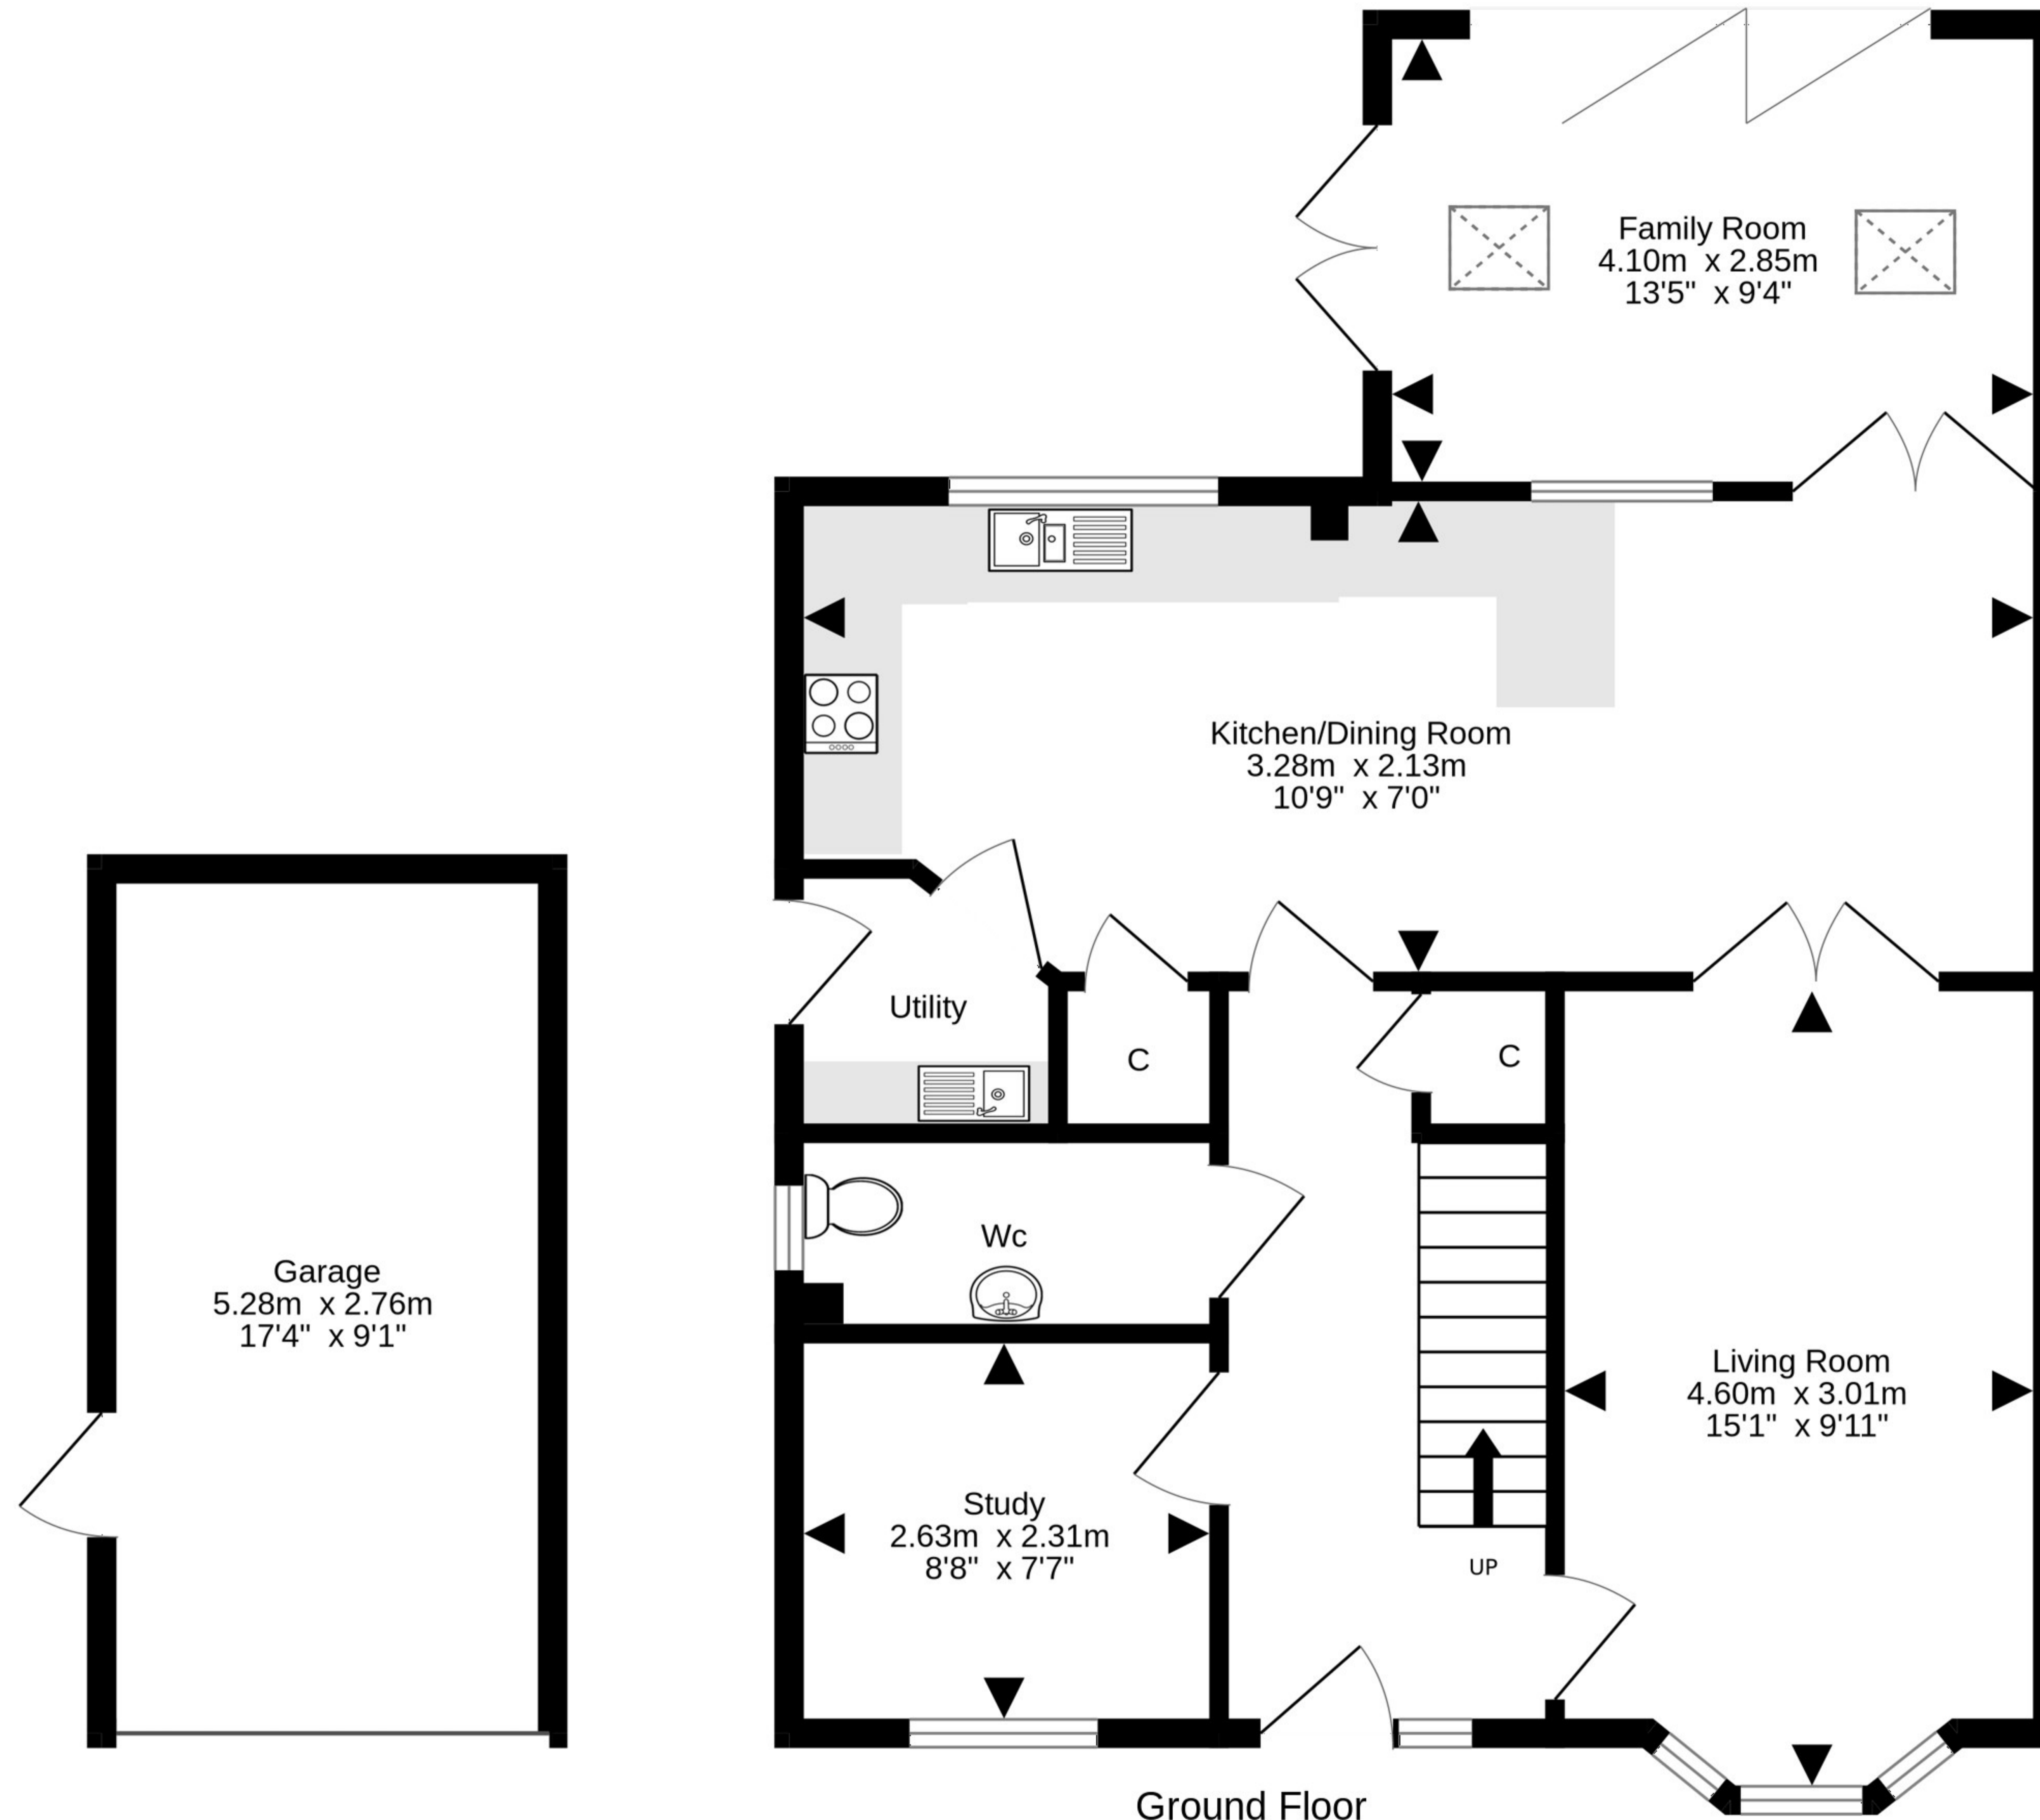 Family Room
4.10m x 2.85m
13'5" x 9'4"
Kitchen/Dining Room
3.28m x 2.13m
10'9" x 7'0"
Utility
C
C
Wc
Garage
5.28m x 2.76m
17'4" x 9'1"
Living Room
4.60m x 3.01m
15'1" x 9'11"
Study
2.63m x 2.31m
8'8" x 7'7"
UP
Ground Floor